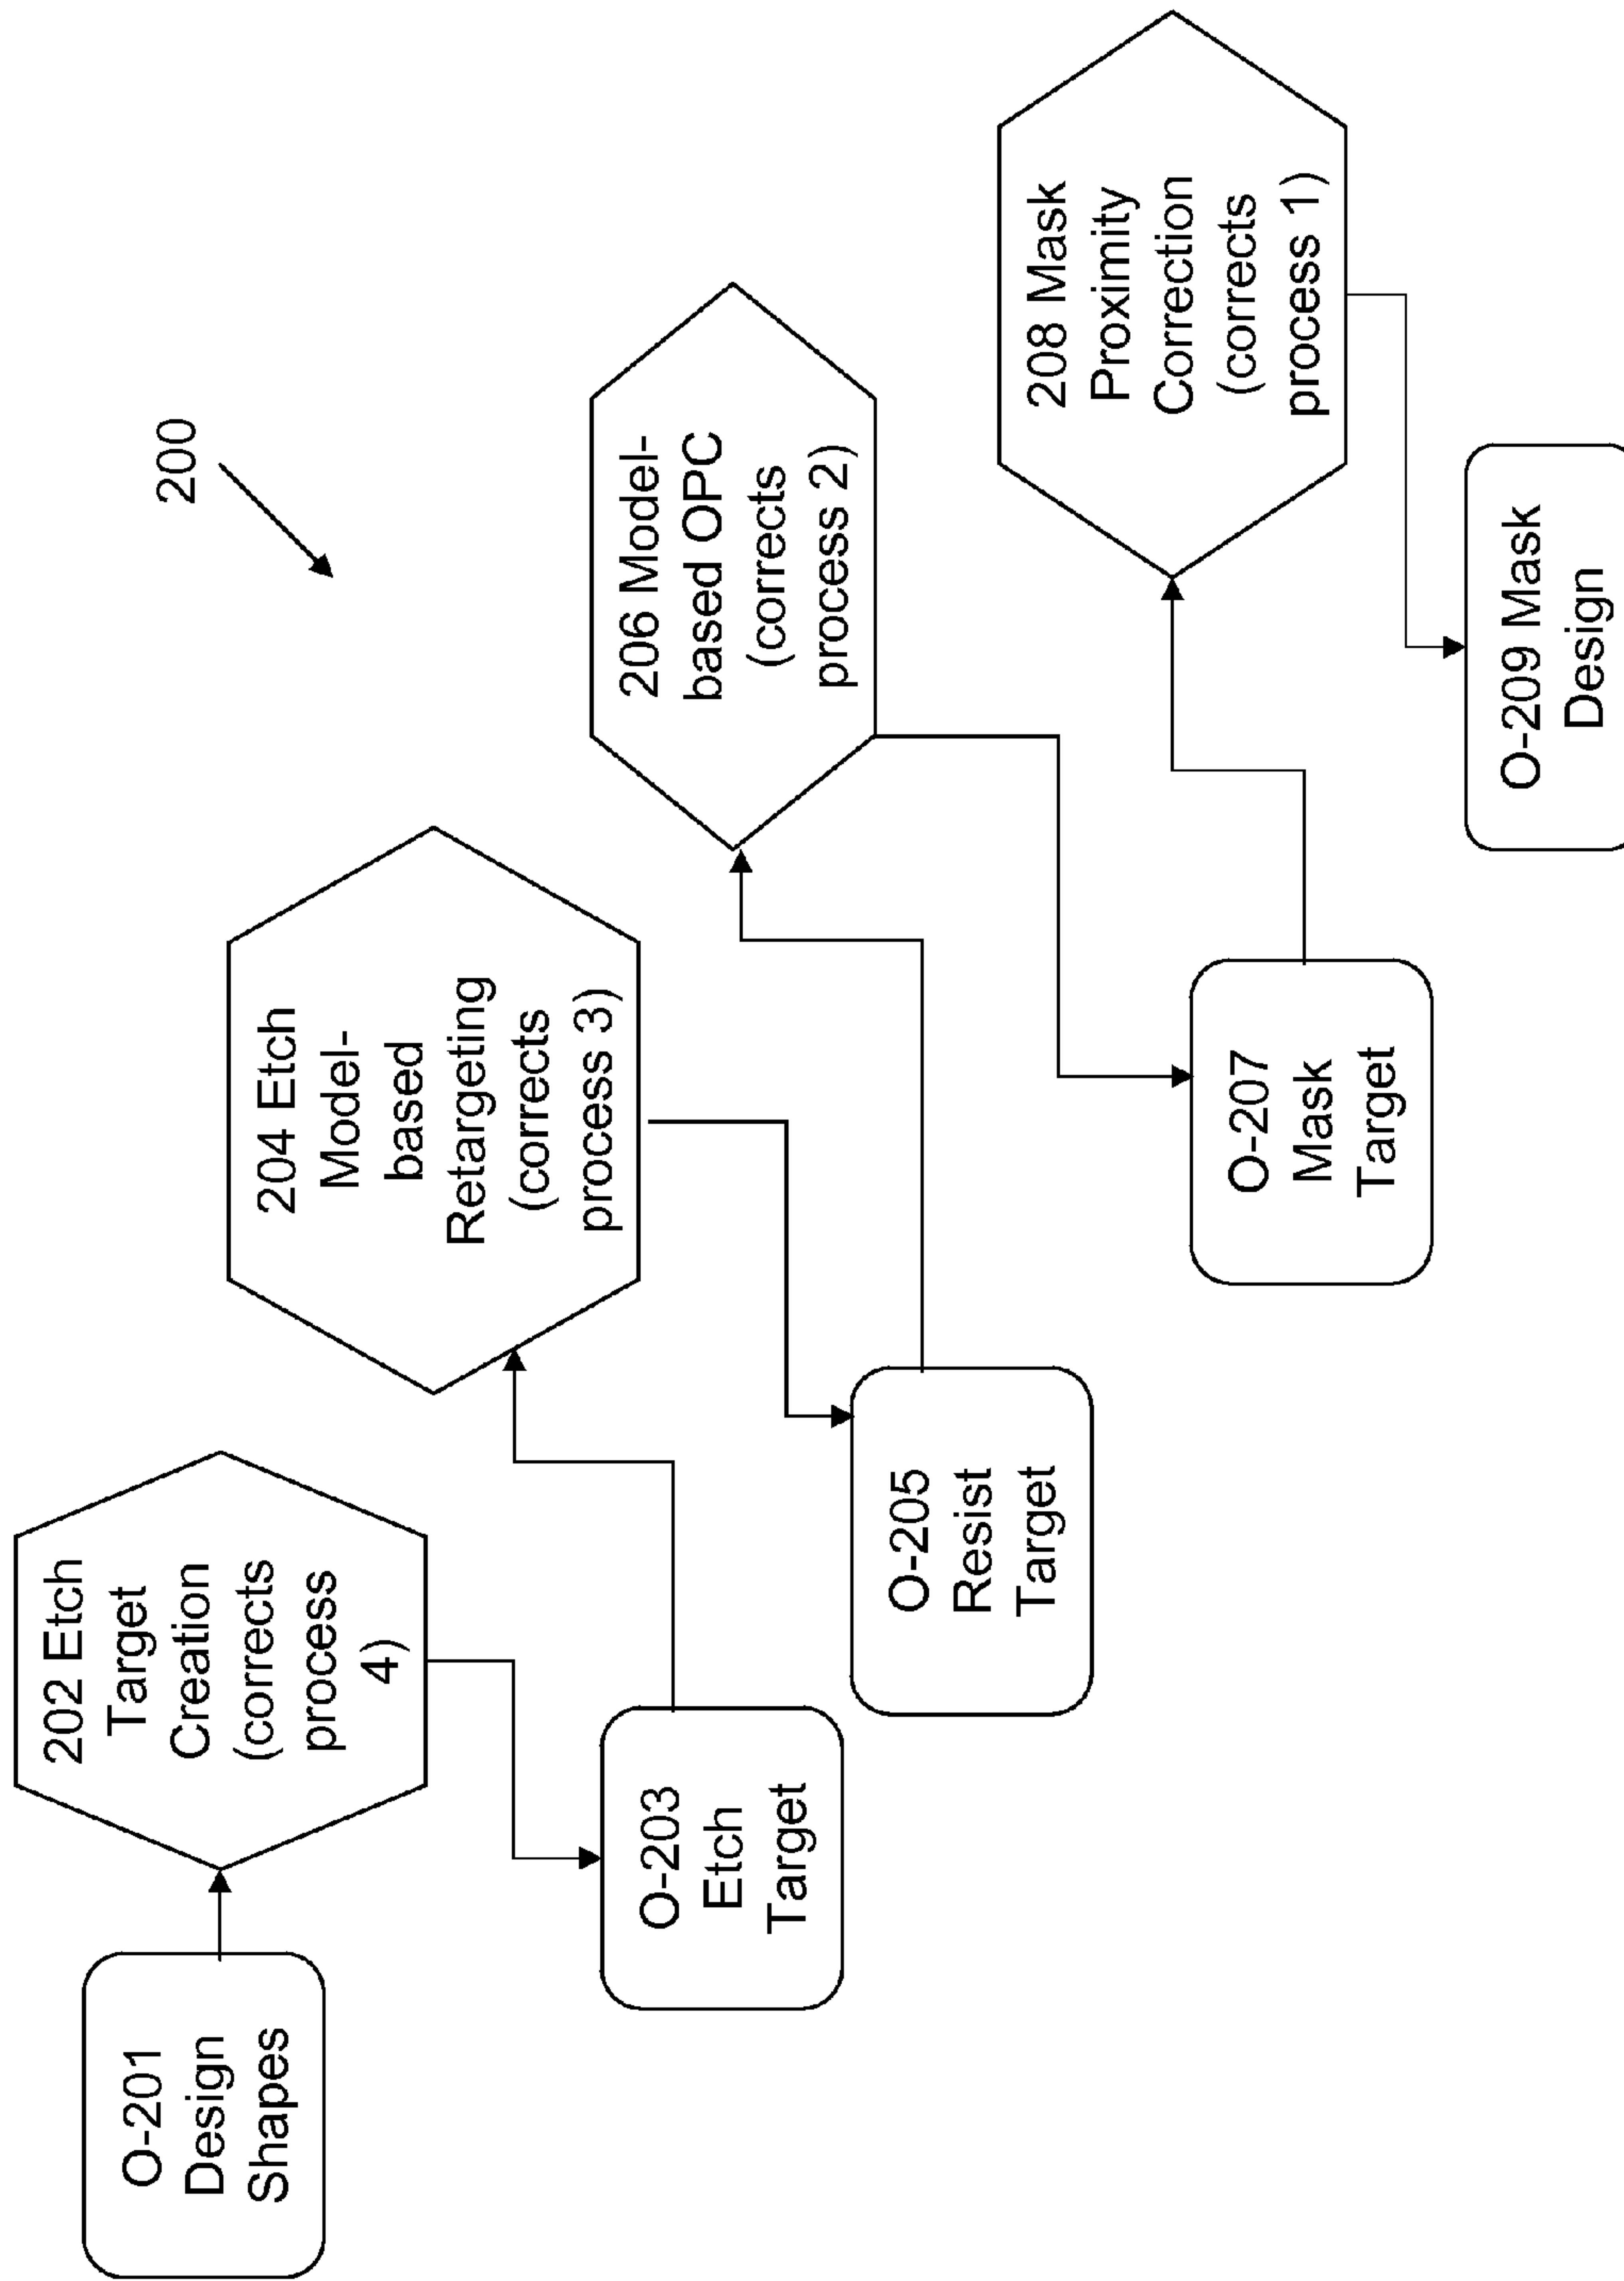 200
O-201
Design
Shapes
202 Etch
Target
Creation
(corrects
process
4)
O-203
Etch
Target
204 Etch
Model-
based
Retargeting
(corrects
process 3)
O-205
Resist
Target
206 Model-
based OPC
(corrects
process 2)
O-207
Mask
Target
208 Mask
Proximity
Correction
(corrects
process 1)
O-209 Mask
Design